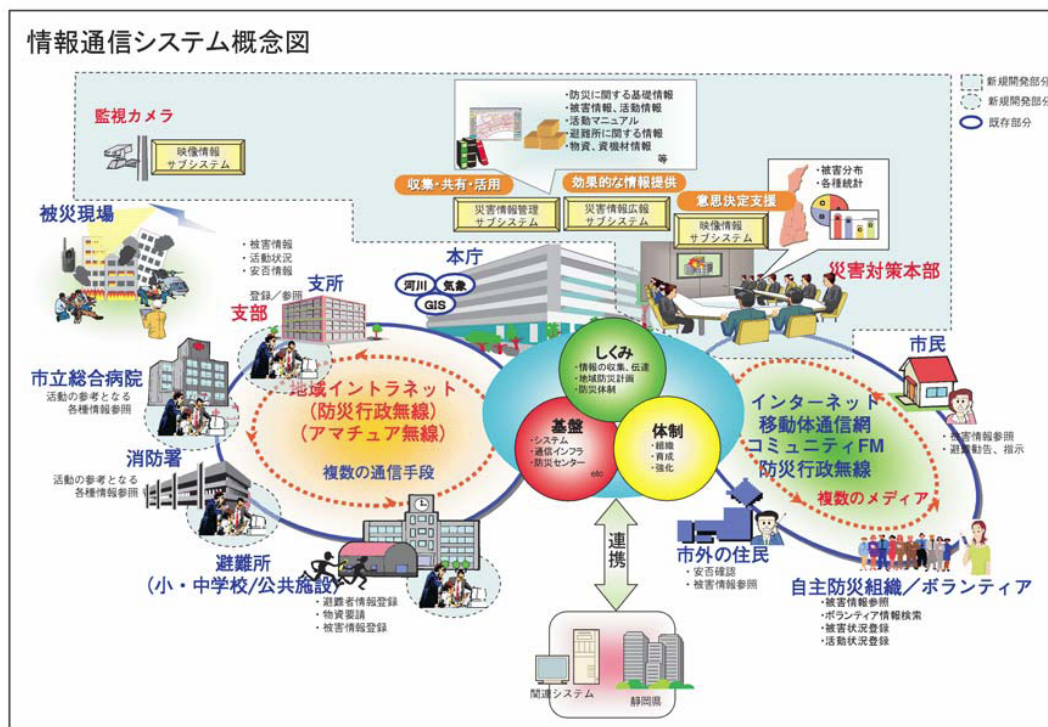 情報通信システム概念図
新規開発部分
新規開発部分
既存部分
監視カメラ
映像情報
サブシステム
・防災に関する基礎情報
・被害情報、活動情報
・活動マニュアル
・避難所に関する情報
・物資、資機材情報
等
収集・共有・活用
効果的な情報提供
意思決定支援
災害情報管理
サブシステム
災害情報広報
サブシステム
映像情報
サブシステム
・被害分布
・各種統計
被災現場
・被害情報
・活動状況
・安否情報
登録/参照
支所
支部
本庁
河川
気象
GIS
災害対策本部
市立総合病院
活動の参考となる
各種情報参照
消防署
活動の参考となる
各種情報参照
地域イントラネット
(防災行政無線)
(アマチュア無線)
複数の通信手段
しくみ
・情報の収集、伝達
・地域防災計画
・防災体制
基盤
・システム
・通信インフラ
・防災センター
etc
体制
・組織
・育成
・強化
インターネット
移動体通信網
コミュニティFM
防災行政無線
複数のメディア
市民
・被害情報参照
・避難勧告、指示
避難所
(小・中学校/公共施設)
・避難者情報登録
・物資要請
・被害情報登録
連携
市外の住民
・安否確認
・被害情報参照
自主防災組織/ボランティア
・被害情報参照
・ボランティア情報検索
・被害状況登録
・活動状況登録
関連システム
静岡県